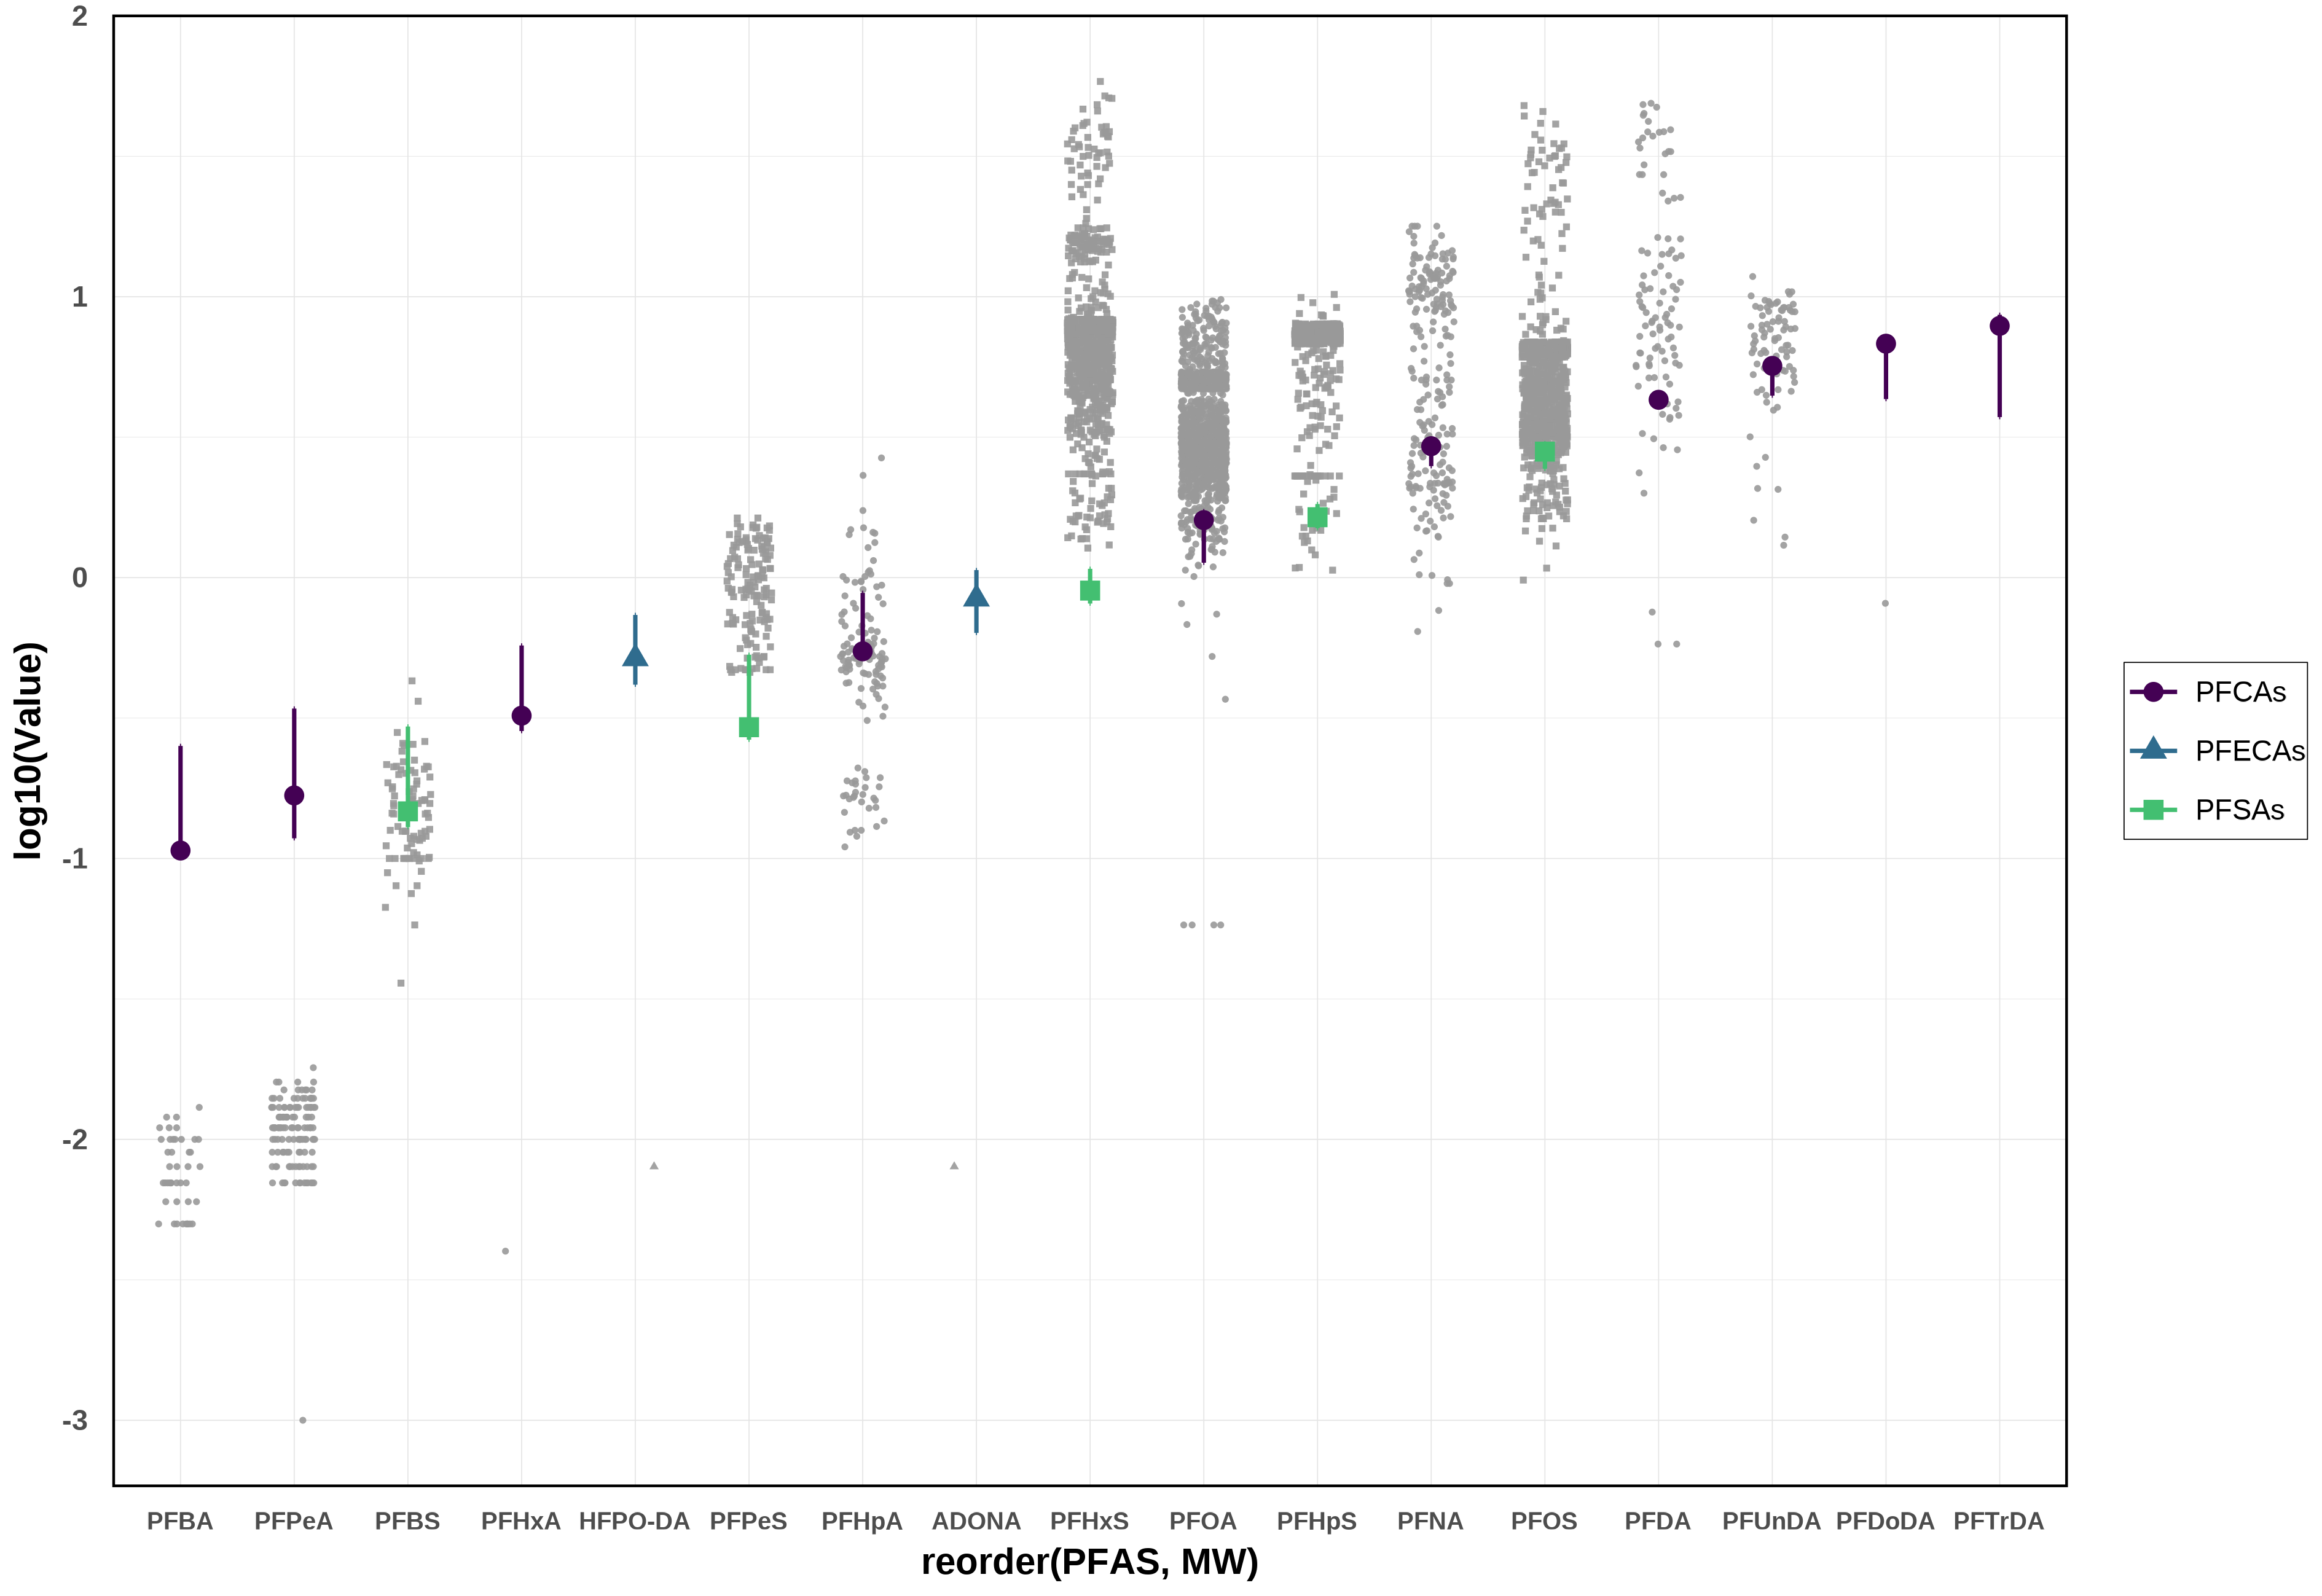 2
1
0
-1
-2
-3
log10(Value)
PFBA PFPeA PFBS PFHxA HFPO-DA PFPeS PFHpA ADONA PFHxS PFOA PFHpS PFNA PFOS PFDA PFUnDA PFDoDA PFTrDA
reorder(PFAS, MW)
PFCAs
PFECAs
PFSAs